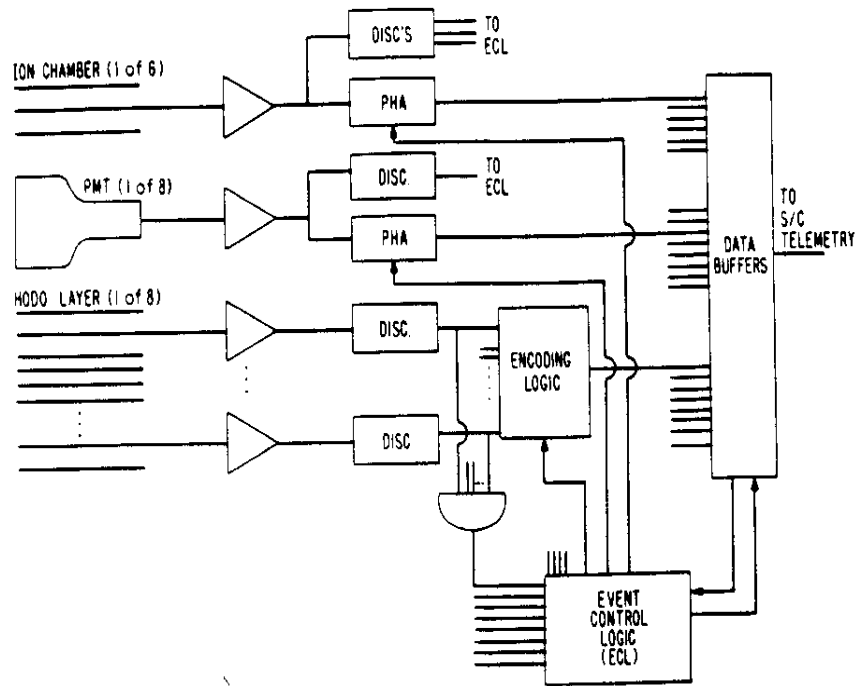 DISC'S
TO
ECL
ION CHAMBER (1 of 6)
PHA
PMT (1 of 8)
DISC.
TO
ECL
PHA
DATA
BUFFERS
TO
S/C
TELEMETRY
HODO LAYER (1 of 8)
DISC.
ENCODING
LOGIC
DISC
EVENT
CONTROL
LOGIC
(ECL)